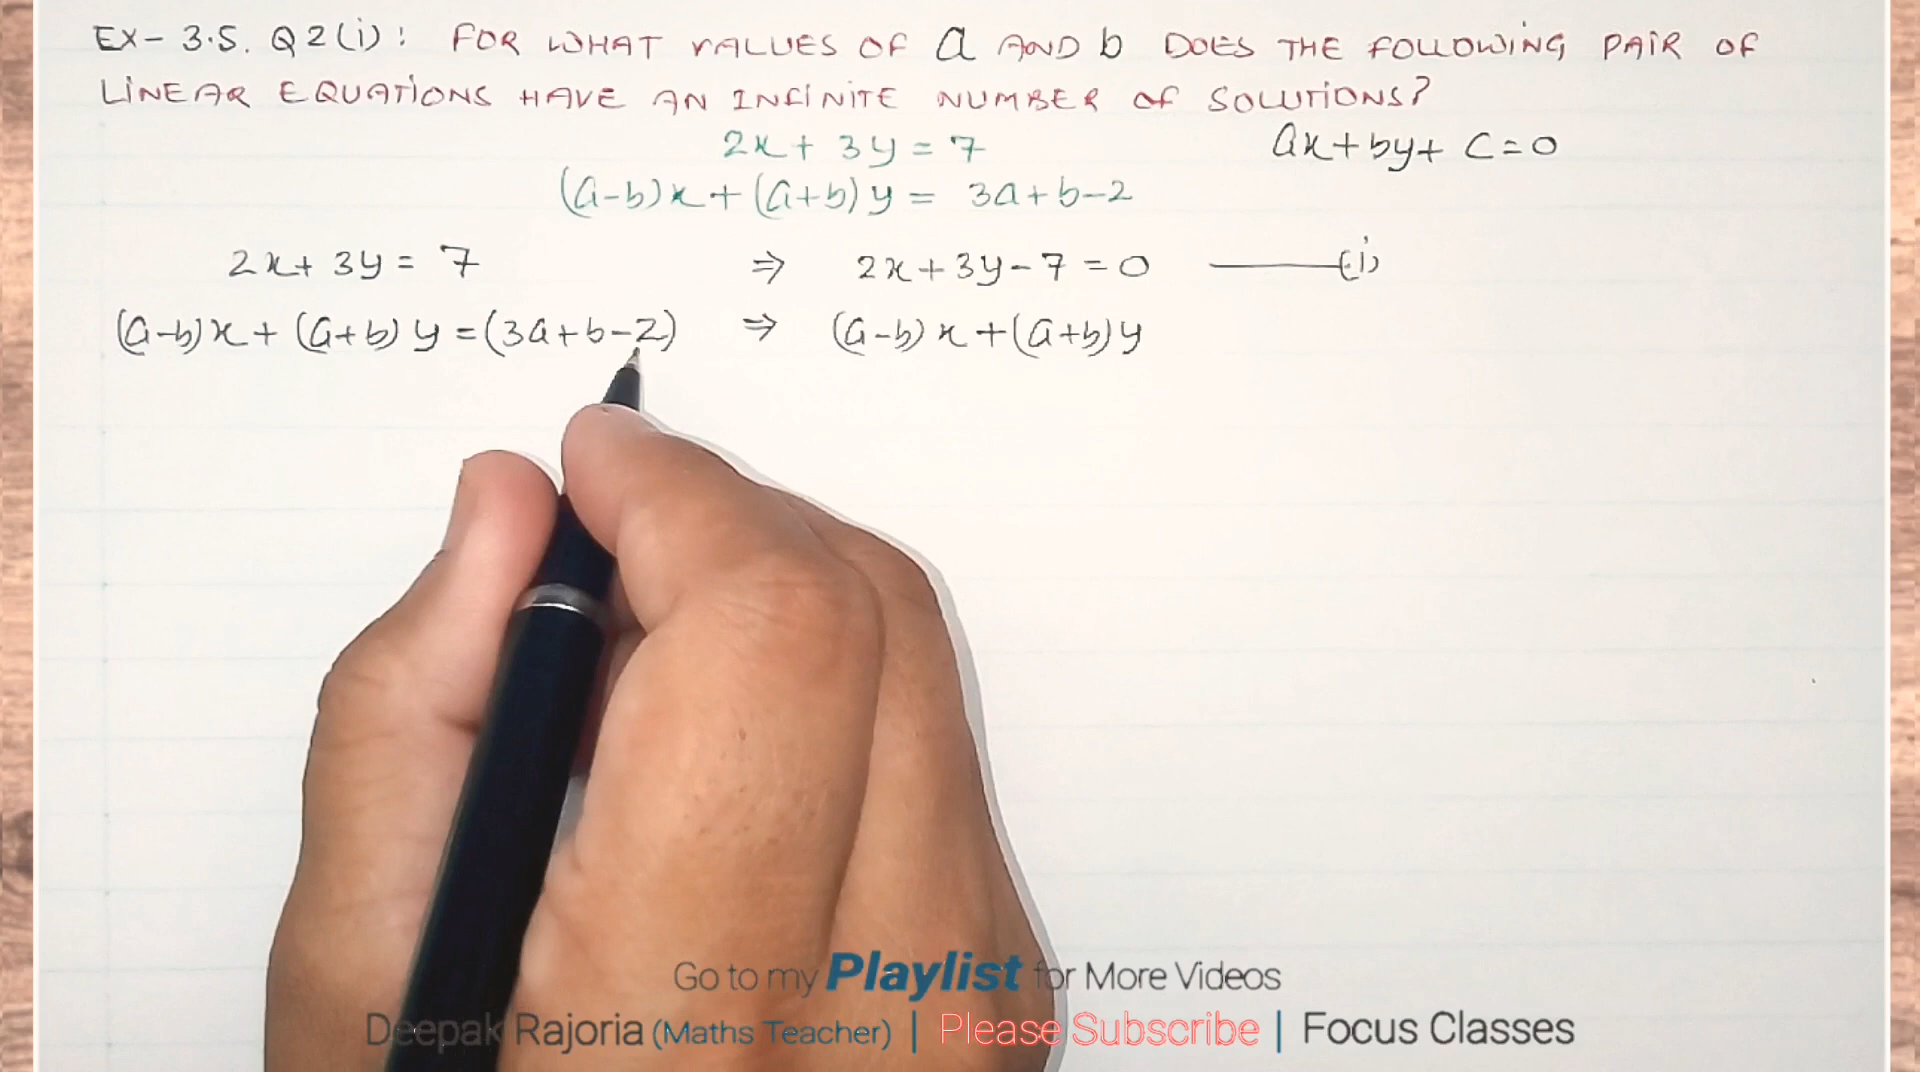 EX- 3.5. Q2(i): FOR WHAT VALUES OF a AND b DOES THE FOLLOWING PAIR OF
LINEAR EQUATIONS HAVE AN INFINITE NUMBER OF SOLUTIONS?
2x+ 3y = 7
ax+by+ c=0
(a-b)x+(a+b)y = 3a+b-2
2x+ 3y = 7 ⇒ 2x+3y-7=0 ——(i)
(a-b)x+(a+b)y=(3a+b-2) ⇒ (a-b)x+(a+b)y
Go to my Playlist for More Videos
Deepak Rajoria (Maths Teacher) | Please Subscribe | Focus Classes